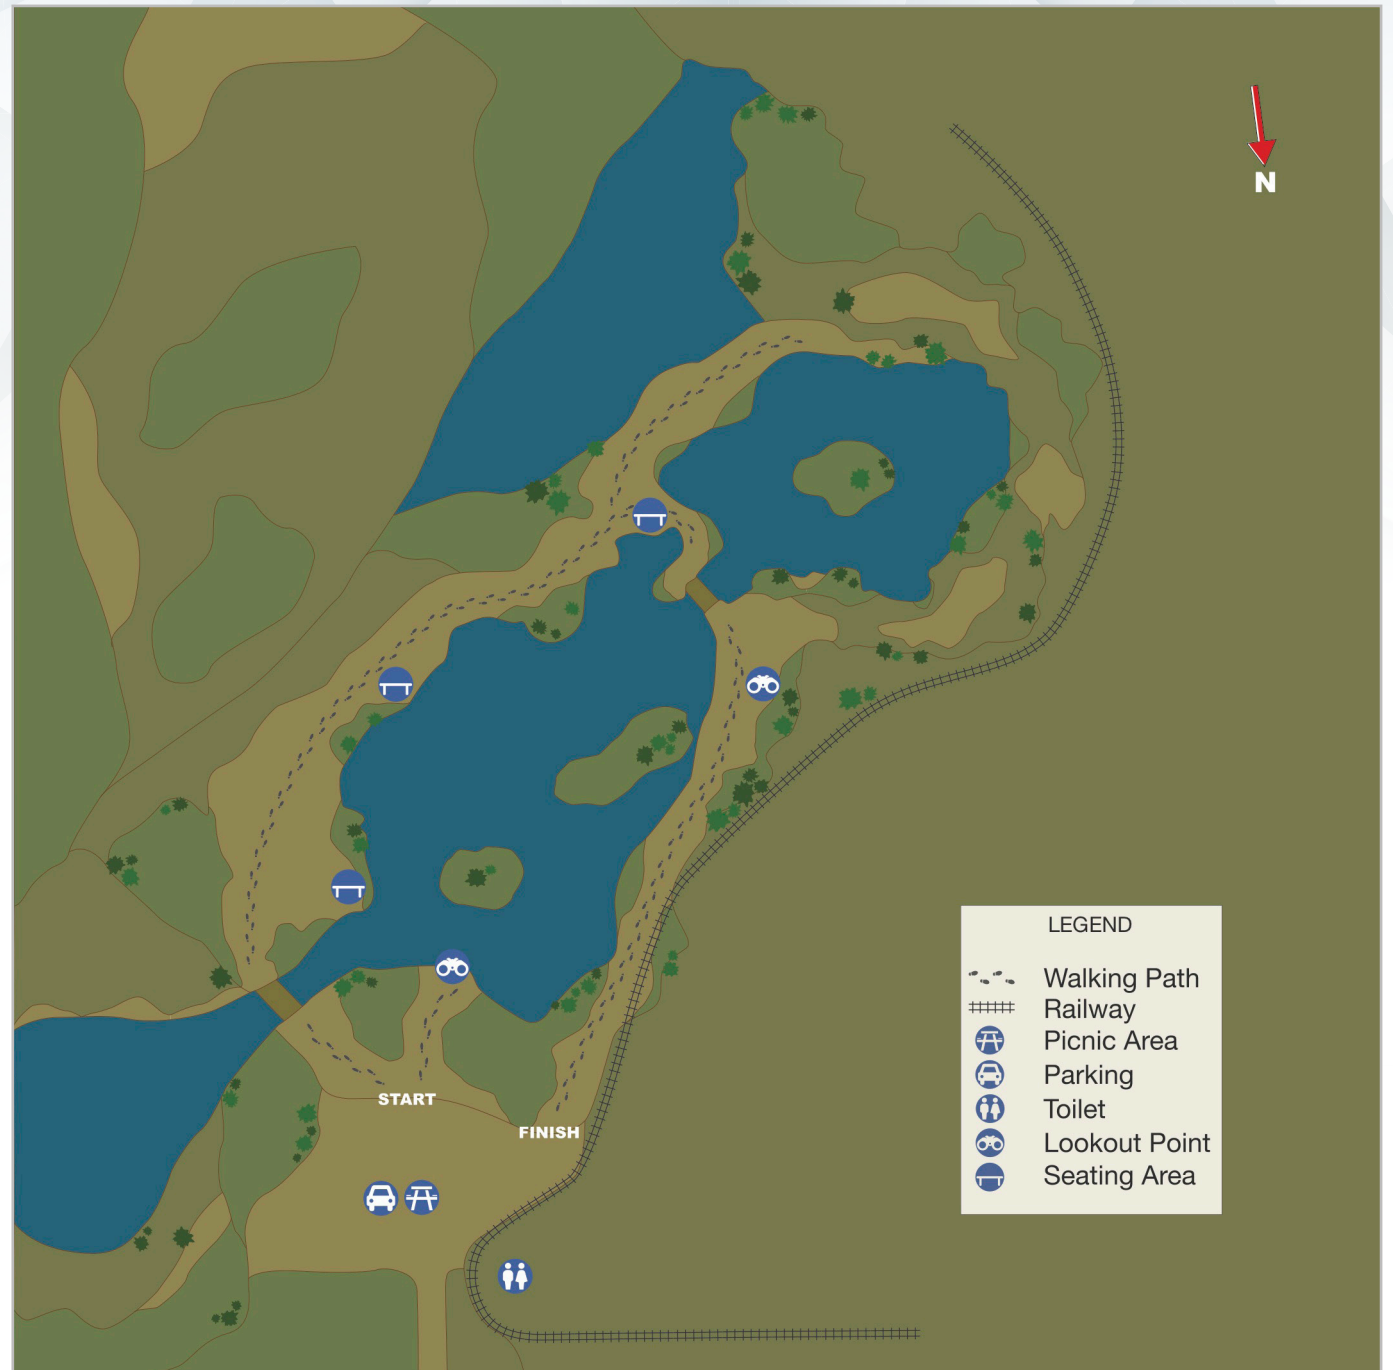 N
START
FINISH
LEGEND
Walking Path
Railway
Picnic Area
Parking
Toilet
Lookout Point
Seating Area